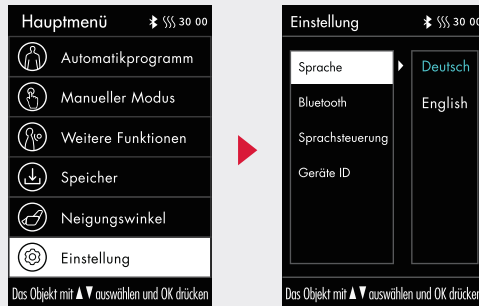 Hauptmenü 30 00
Automatikprogramm
Manueller Modus
Weitere Funktionen
Speicher
Neigungswinkel
Einstellung
Das Objekt mit ▲▼ auswählen und OK drücken
Einstellung 30 00
Sprache
Bluetooth
Sprachsteuerung
Geräte ID
Deutsch
English
Das Objekt mit ▲▼ auswählen und OK drücken